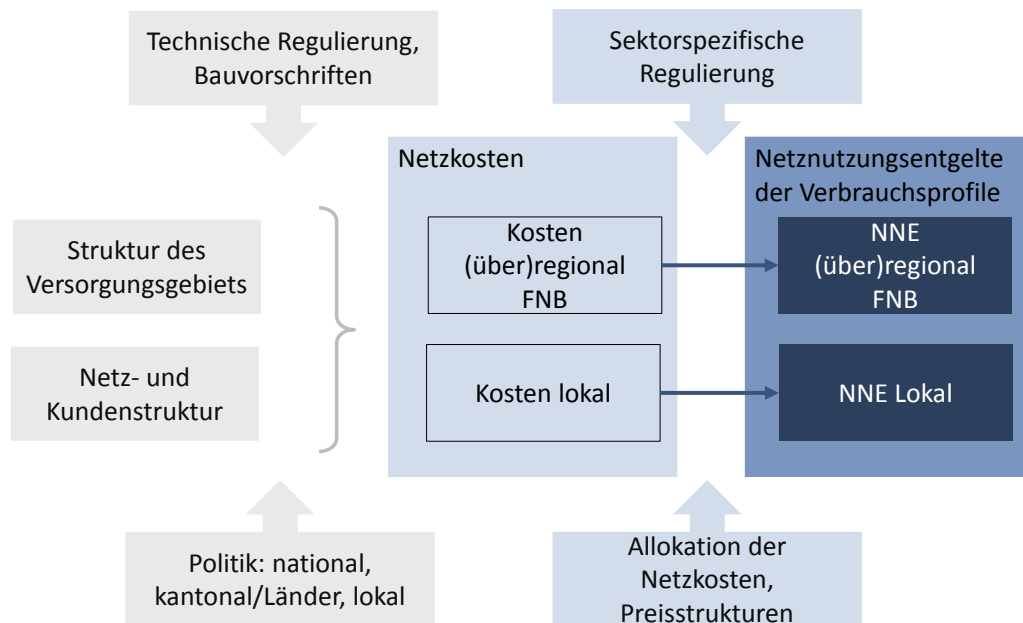 Technische Regulierung,
Bauvorschriften
Sektorspezifische
Regulierung
Struktur des
Versorgungsgebiets
Netz- und
Kundenstruktur
Netzkosten
Kosten
(über)regional
FNB
Kosten lokal
Netznutzungsentgelte
der Verbrauchsprofile
NNE
(über)regional
FNB
NNE Lokal
Politik: national,
kantonal/Länder, lokal
Allokation der
Netzkosten,
Preisstrukturen